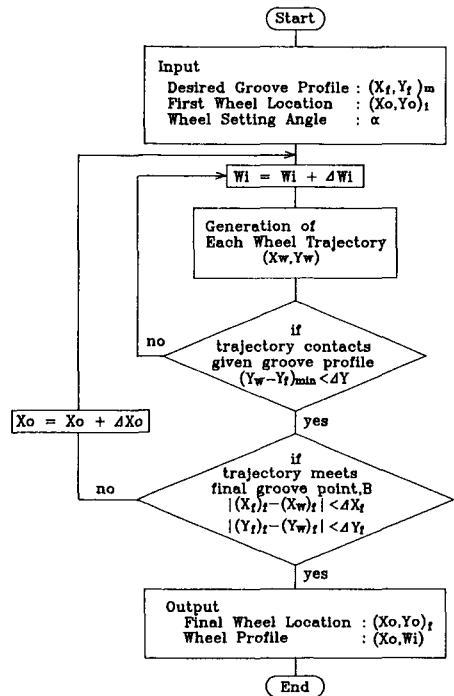 Start
Input
Desired Groove Profile : (Xf,Yf)m
First Wheel Location : (Xo,Yo)i
Wheel Setting Angle : α
Wi = Wi + ΔWi
Generation of
Each Wheel Trajectory
(Xw,Yw)
if
trajectory contacts
given groove profile
(Yw-Yf)min<ΔY
no
yes
Xo = Xo + ΔXo
if
trajectory meets
final groove point,B
|(Xf)f-(Xw)f|<ΔXf
|(Yf)f-(Yw)f|<ΔYf
no
yes
Output
Final Wheel Location : (Xo,Yo)f
Wheel Profile : (Xo,Wi)
End